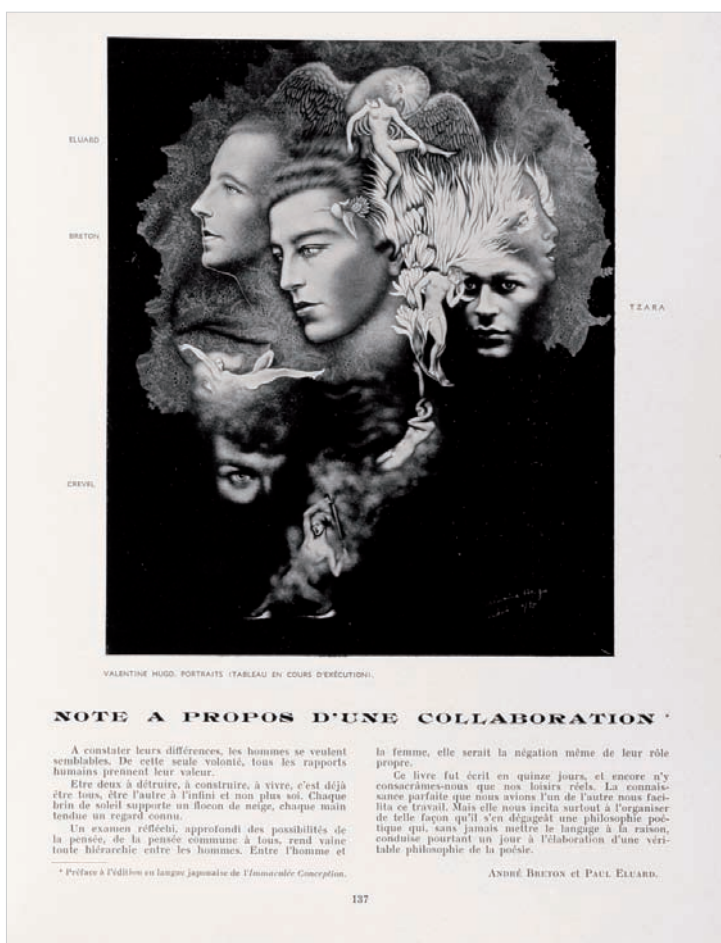 ELUARD
BRETON
TZARA
CREVEL
VALENTINE HUGO. PORTRAITS (TABLEAU EN COURS D'EXÉCUTION).
NOTE A PROPOS D'UNE COLLABORATION *
A constater leurs différences, les hommes se veulent
semblables. De cette seule volonté, tous les rapports
humains prennent leur valeur.
Etre deux à détruire, à construire, à vivre, c'est déjà
être tous, être l'autre à l'infini et non plus soi. Chaque
brin de soleil supporte un flocon de neige, chaque main
tendue un regard connu.
Un examen réfléchi, approfondi des possibilités de
la pensée, de la pensée commune à tous, rend vaine
toute hiérarchie entre les hommes. Entre l'homme et
* Préface à l'édition en langue japonaise de l'Immaculée Conception.
la femme, elle serait la négation même de leur rôle
propre.
Ce livre fut écrit en quinze jours, et encore n'y
consacrâmes-nous que nos loisirs réels. La connais-
sance parfaite que nous avions l'un de l'autre nous faci-
lita ce travail. Mais elle nous incita surtout à l'organiser
de telle façon qu'il s'en dégageât une philosophie poé-
tique qui, sans jamais mettre le langage à la raison,
conduise pourtant un jour à l'élaboration d'une véri-
table philosophie de la poésie.
ANDRÉ BRETON et PAUL ELUARD.
137